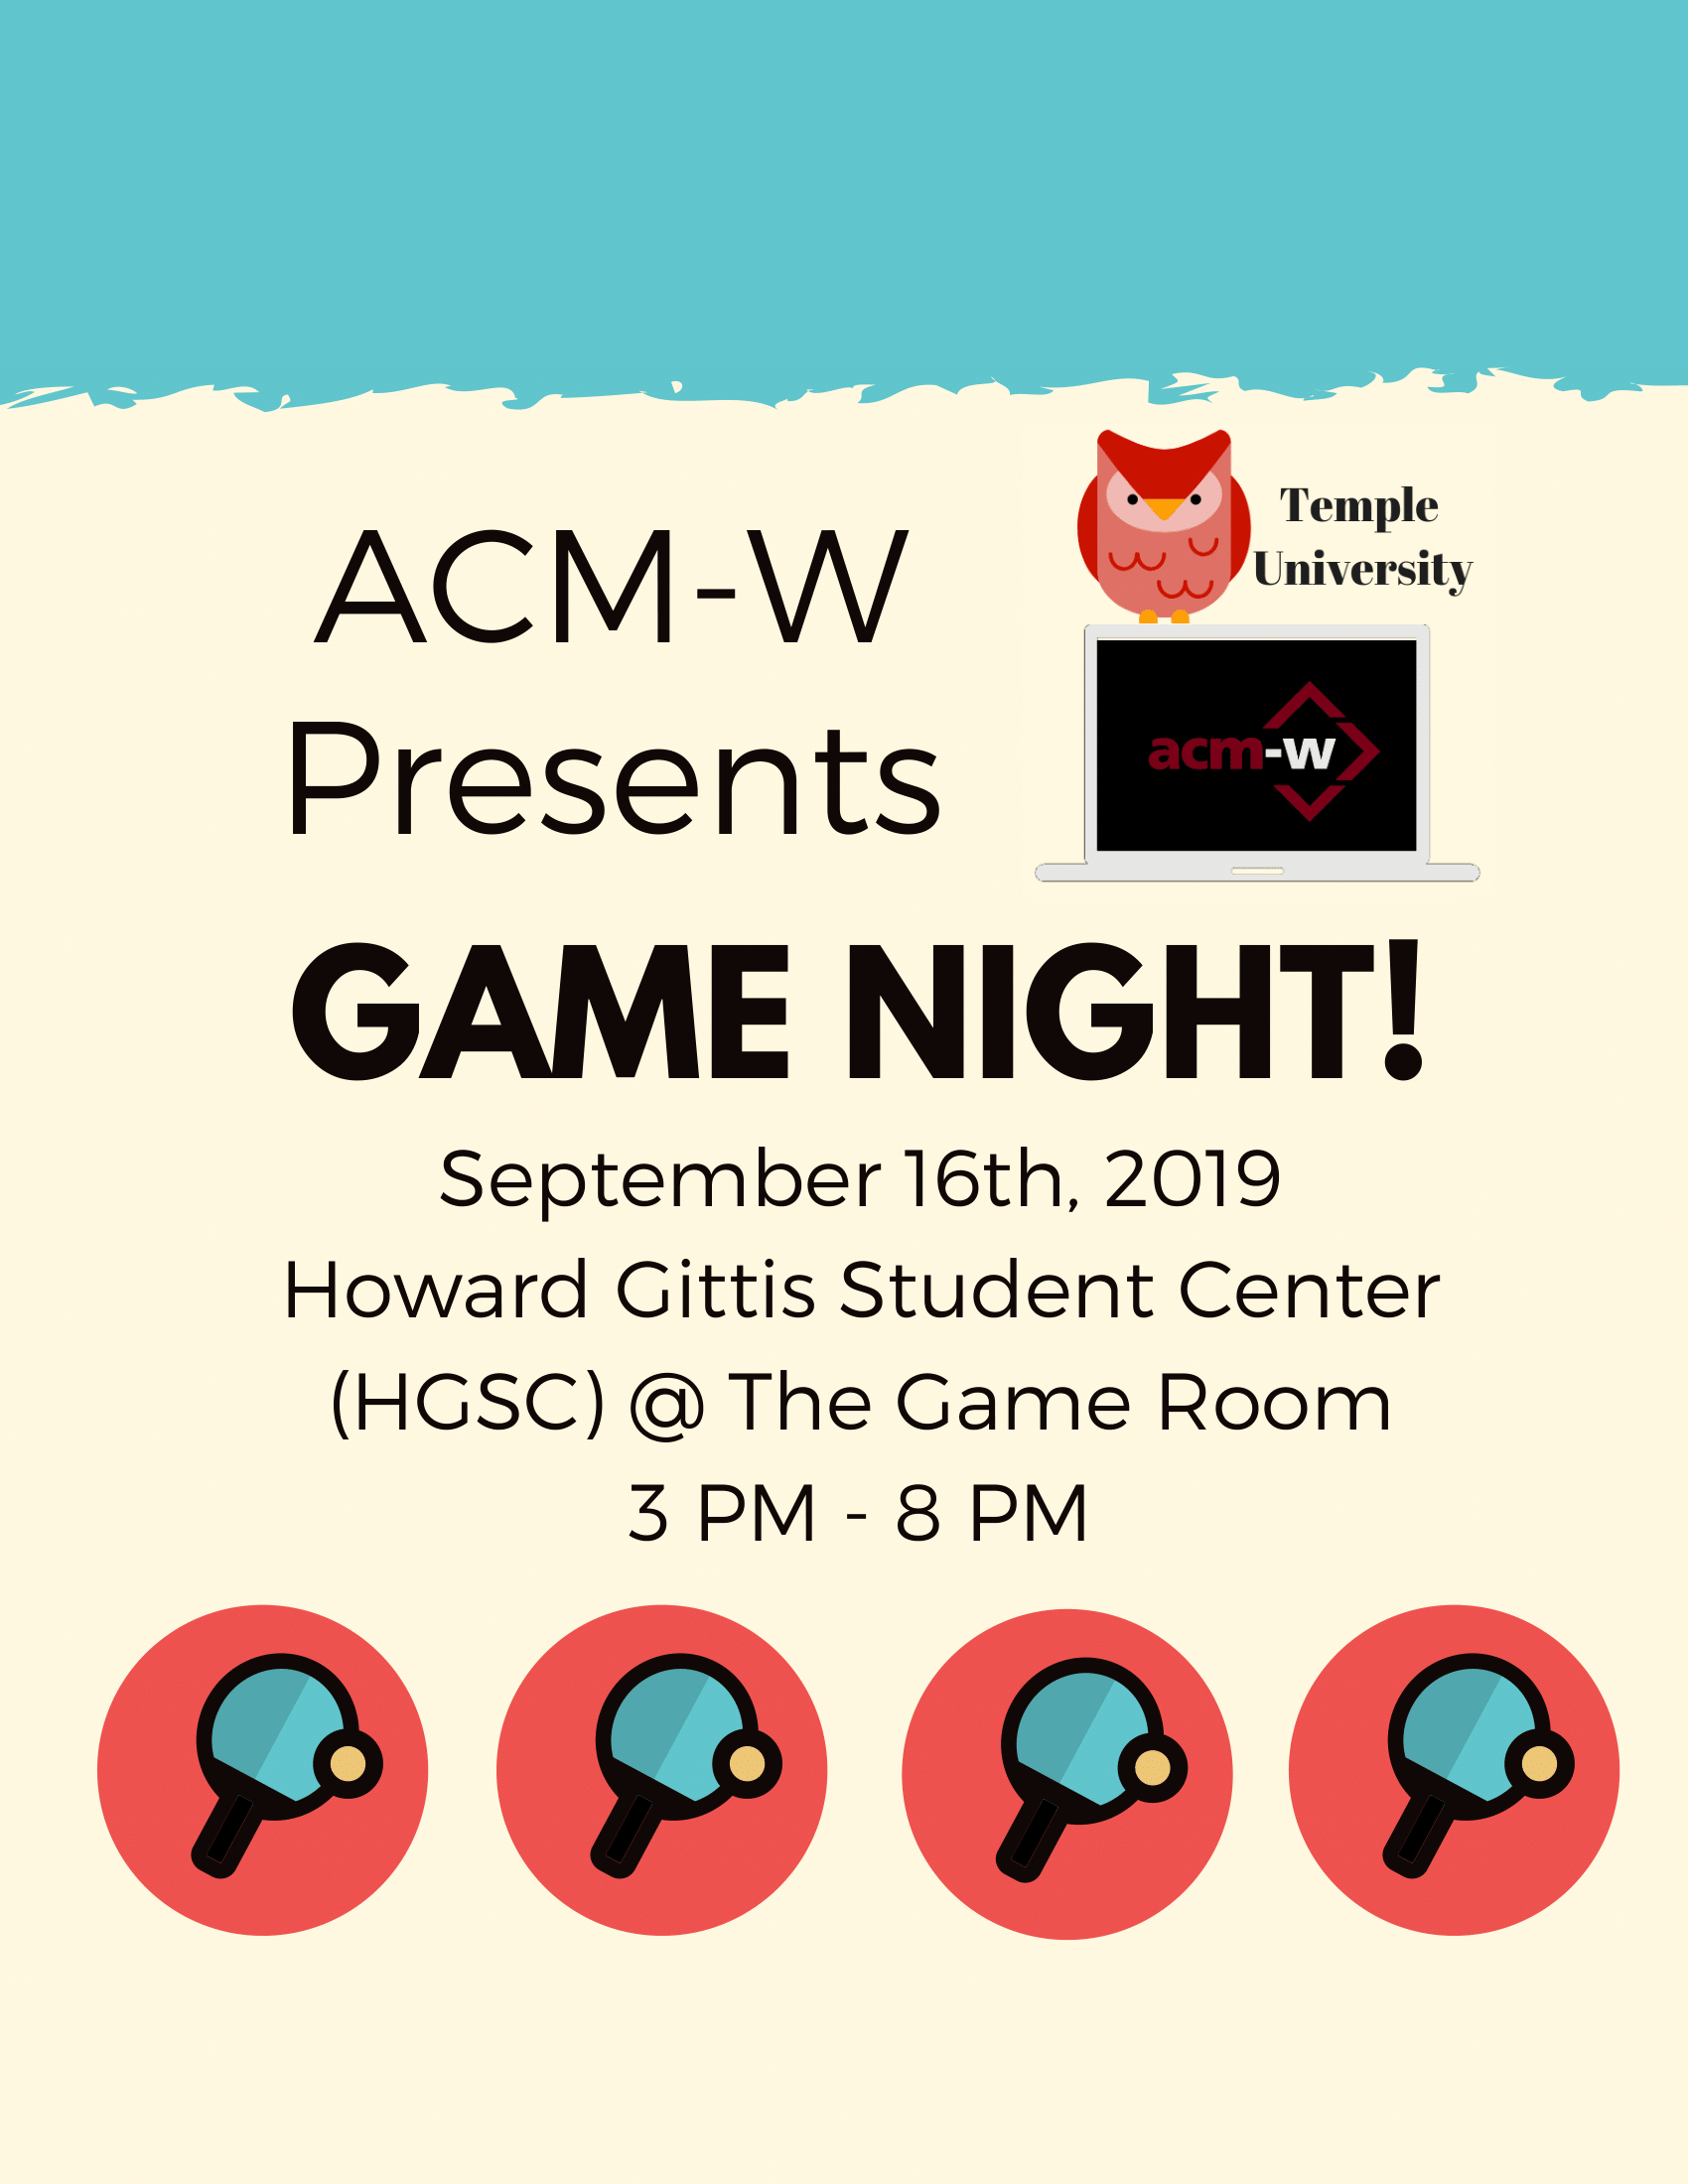 ACM-W
Presents
Temple
University
acm-w
GAME NIGHT!
September 16th, 2019
Howard Gittis Student Center
(HGSC) @ The Game Room
3 PM - 8 PM